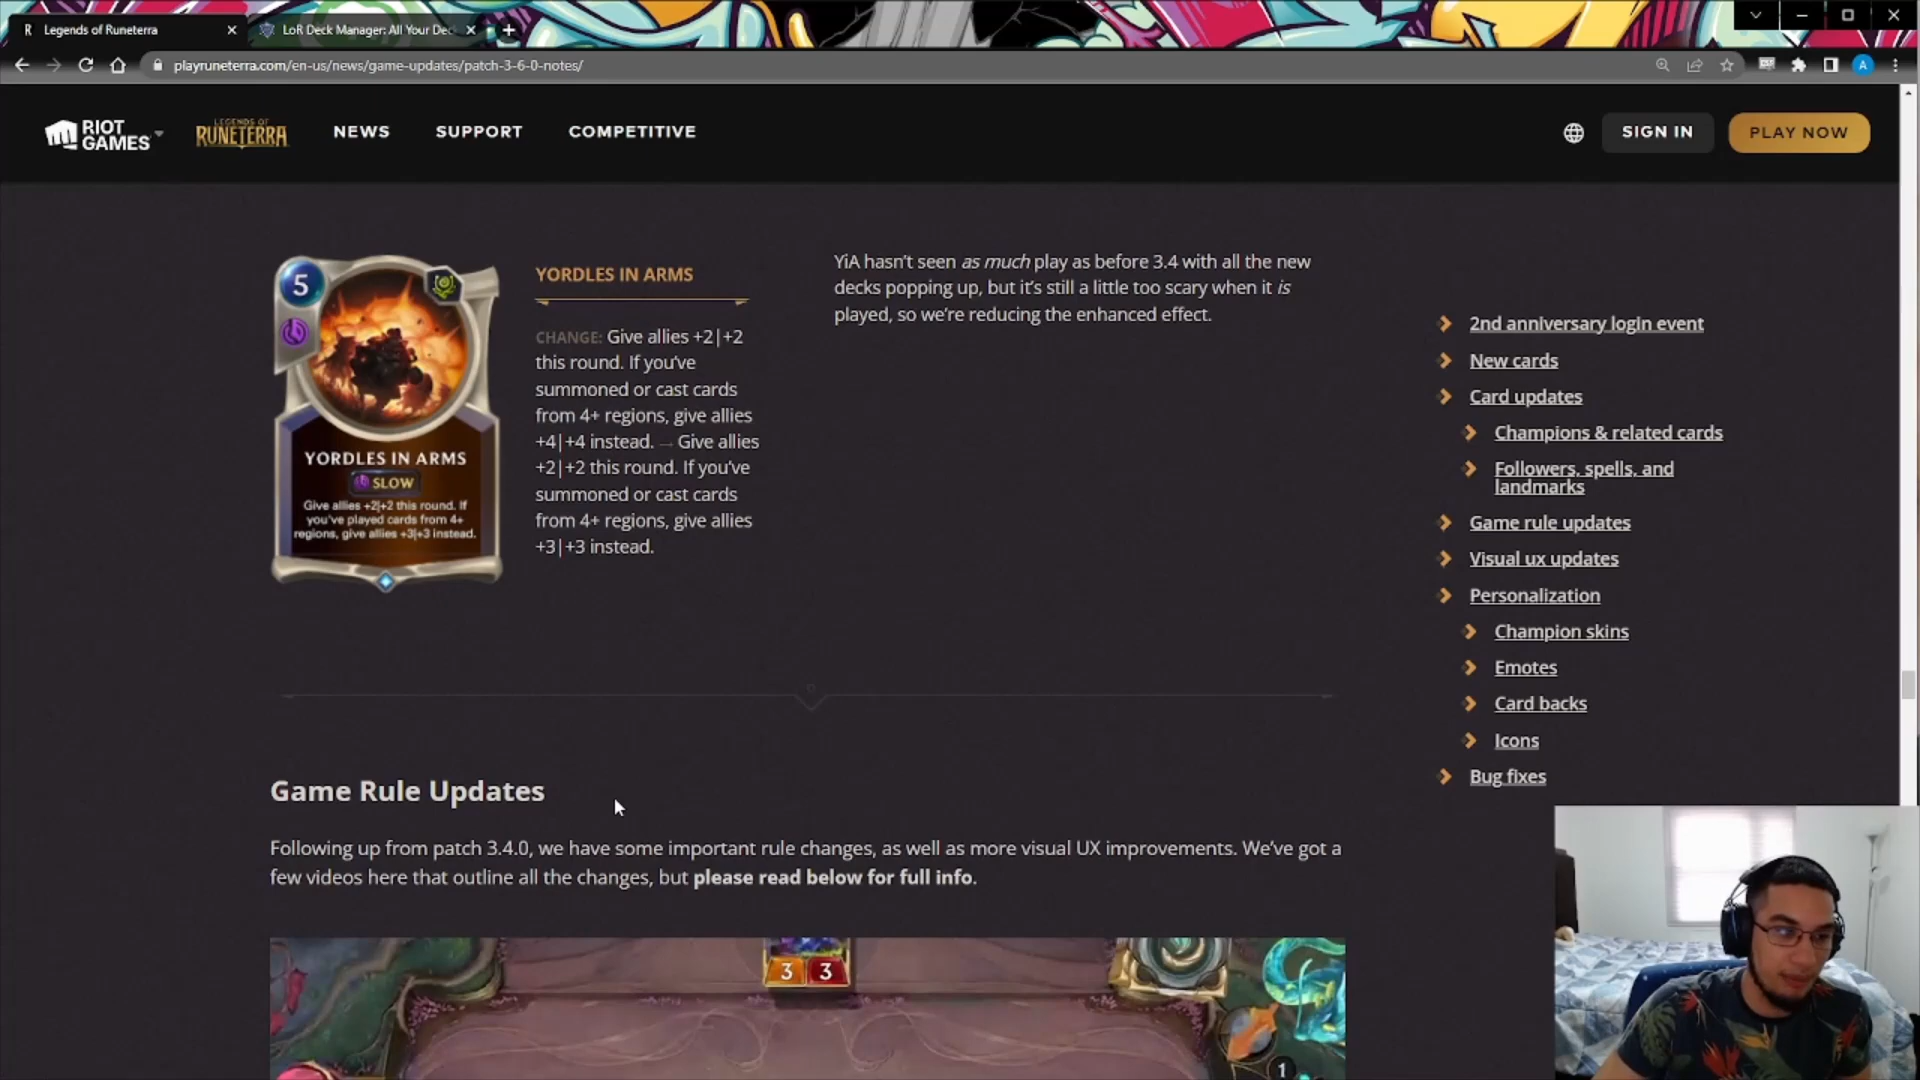 Legends of Runeterra
LoR Deck Manager: All Your Dec
playruneterra.com/en-us/news/game-updates/patch-3-6-0-notes/
A
RIOT GAMES
LEGENDS OF RUNETERRA
NEWS
SUPPORT
COMPETITIVE
SIGN IN
PLAY NOW
5
YORDLES IN ARMS
SLOW
Give allies +2|+2 this round. If
you've played cards from 4+
regions, give allies +3|+3 instead.
YORDLES IN ARMS
CHANGE: Give allies +2|+2
this round. If you've
summoned or cast cards
from 4+ regions, give allies
+4|+4 instead. → Give allies
+2|+2 this round. If you've
summoned or cast cards
from 4+ regions, give allies
+3|+3 instead.
YiA hasn't seen as much play as before 3.4 with all the new
decks popping up, but it's still a little too scary when it is
played, so we're reducing the enhanced effect.
2nd anniversary login event
New cards
Card updates
Champions & related cards
Followers, spells, and
landmarks
Game rule updates
Visual ux updates
Personalization
Champion skins
Emotes
Card backs
Icons
Bug fixes
Game Rule Updates
Following up from patch 3.4.0, we have some important rule changes, as well as more visual UX improvements. We've got a
few videos here that outline all the changes, but please read below for full info.
3 3
1